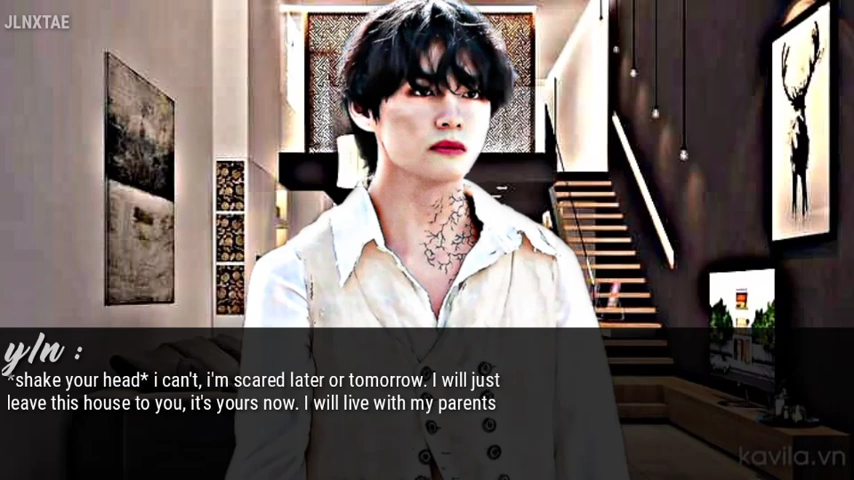 JLNXTAE
y/n :
*shake your head* i can't, i'm scared later or tomorrow. I will just
leave this house to you, it's yours now. I will live with my parents
kavila.vn